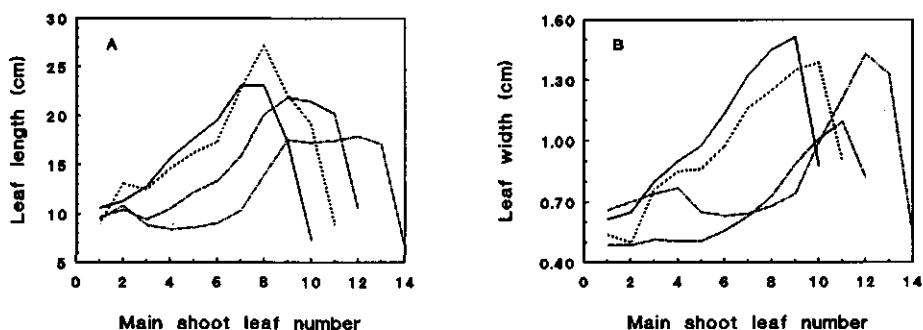 A
Leaf length (cm)
30
25
20
15
10
5
0 2 4 6 8 10 12 14
Main shoot leaf number
B
Leaf width (cm)
1.60
1.30
1.00
0.70
0.40
0 2 4 6 8 10 12 14
Main shoot leaf number